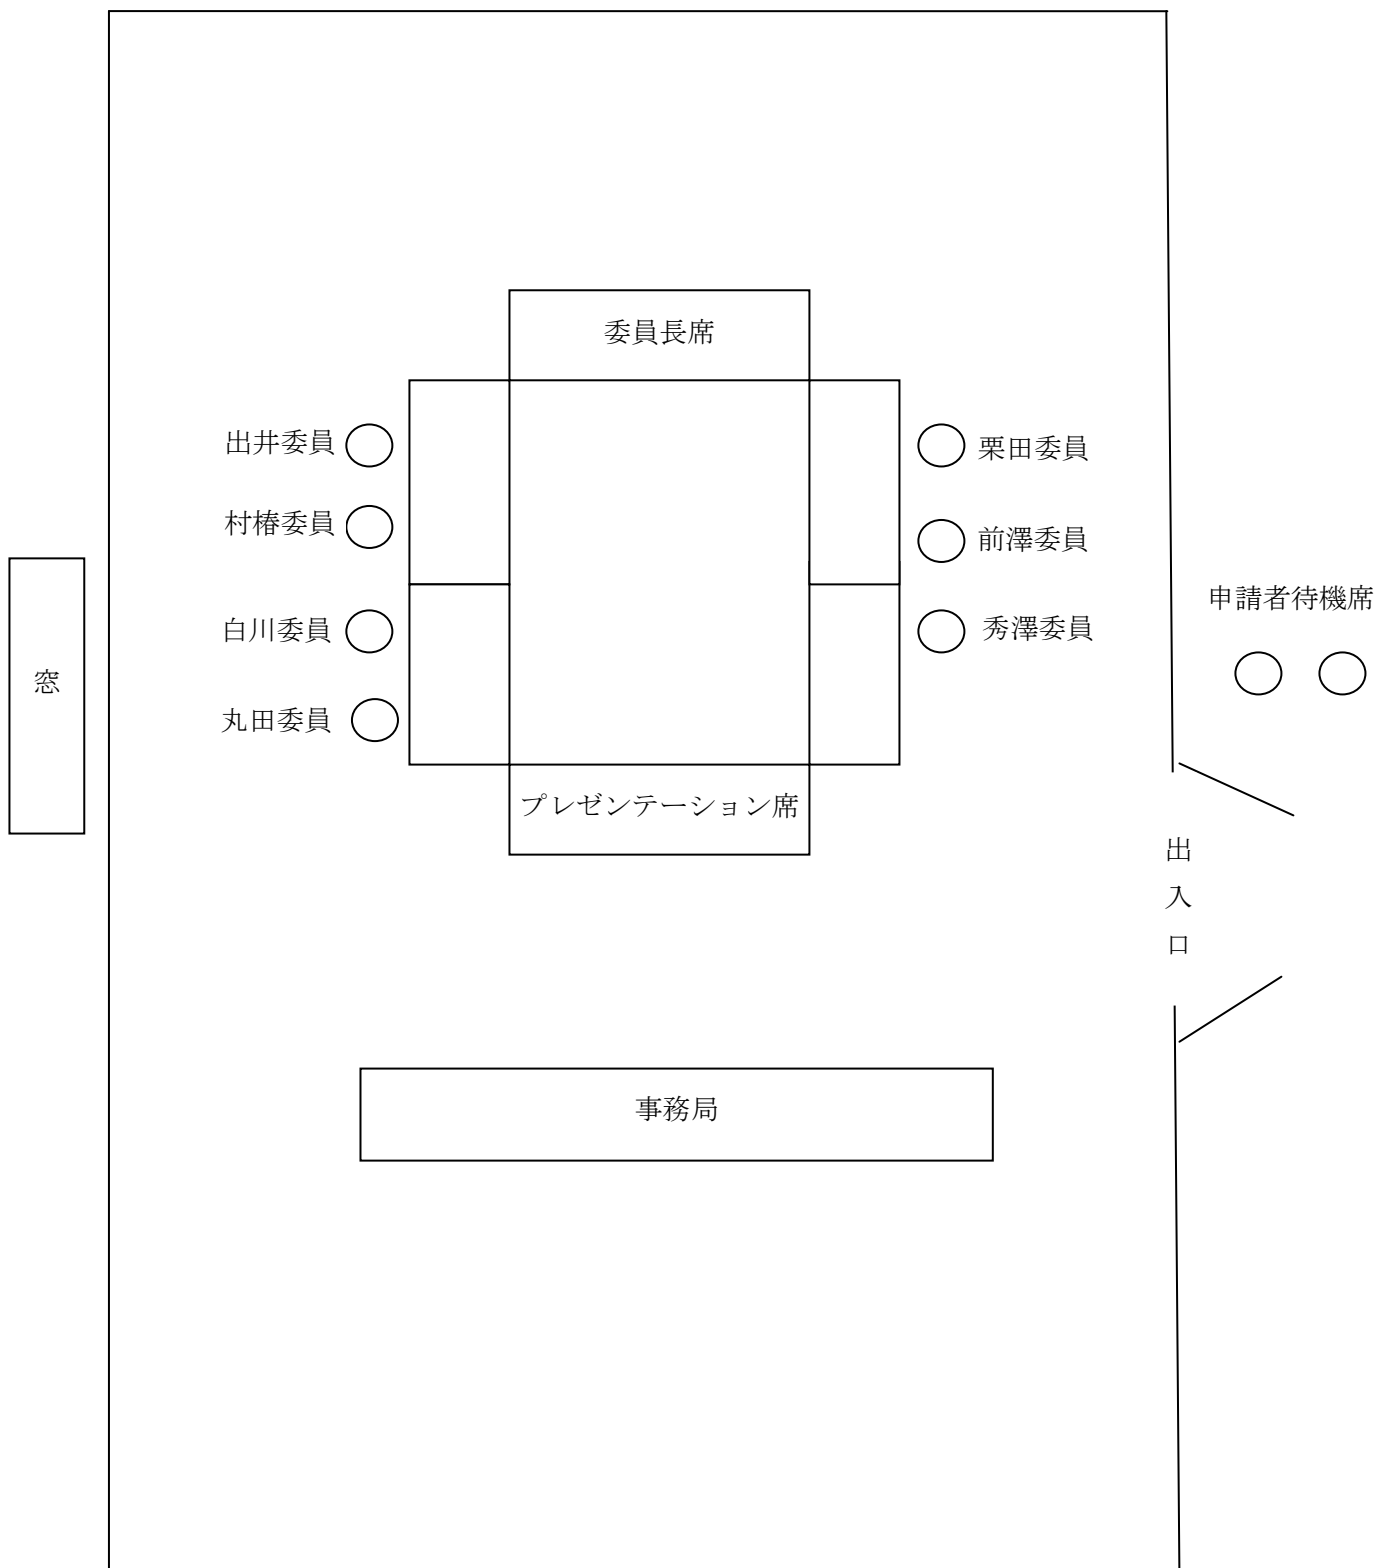 委員長席
出井委員
栗田委員
村椿委員
前澤委員
申請者待機席
白川委員
秀澤委員
窓
丸田委員
プレゼンテーション席
出入口
事務局